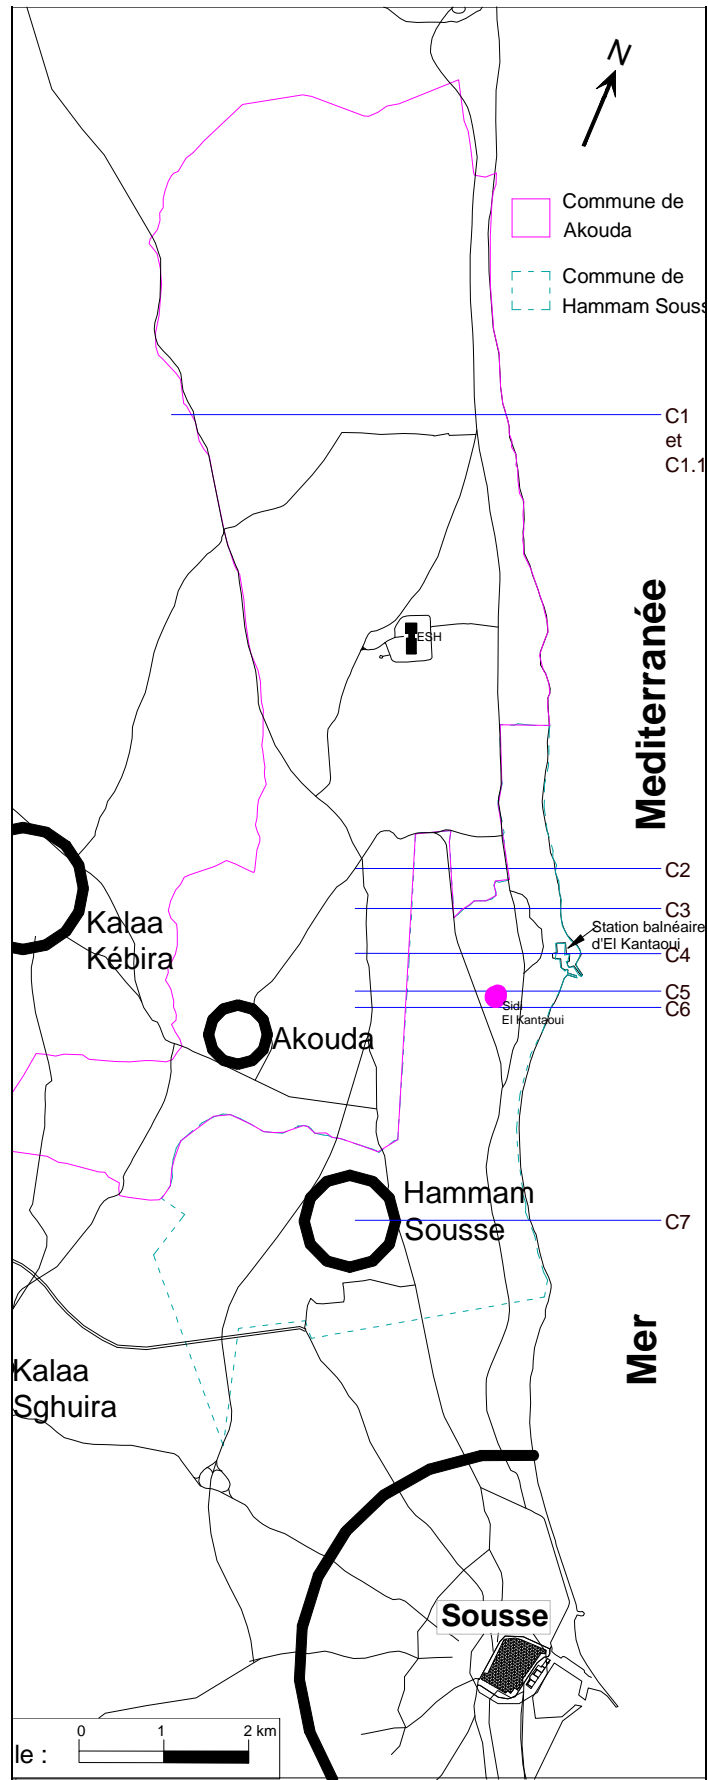 N
Commune de
Akouda
Commune de
Hammam Souss
C1
et
C1.1
ESH
Mediterranée
C2
C3
Kalaa
Kébira
Station balnéaire
d'El Kantaoui
C4
C5
Sidi
El Kantaoui
C6
Akouda
Hammam
Sousse
C7
Mer
Kalaa
Sghuira
Sousse
0 1 2 km
le :